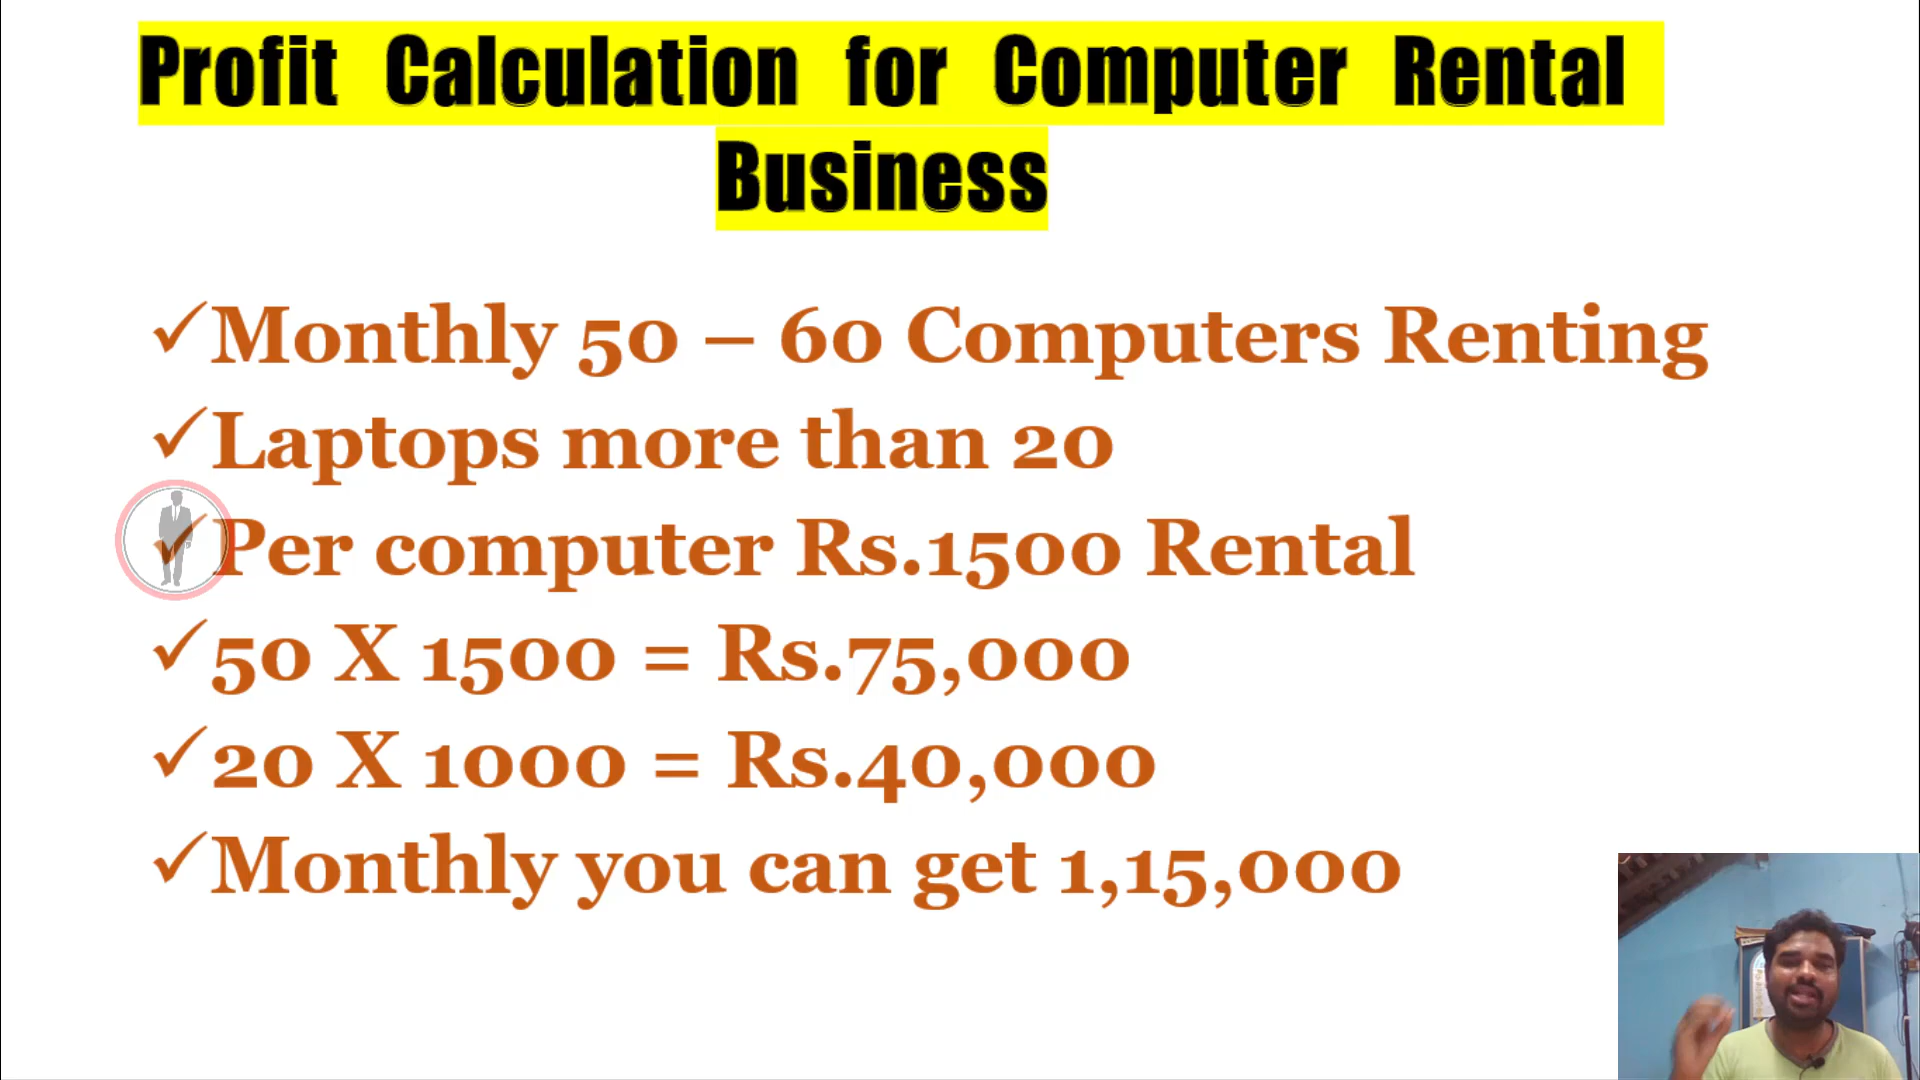 Profit Calculation for Computer Rental
Business
✓Monthly 50 – 60 Computers Renting
✓Laptops more than 20
✓Per computer Rs.1500 Rental
✓50 X 1500 = Rs.75,000
✓20 X 1000 = Rs.40,000
✓Monthly you can get 1,15,000